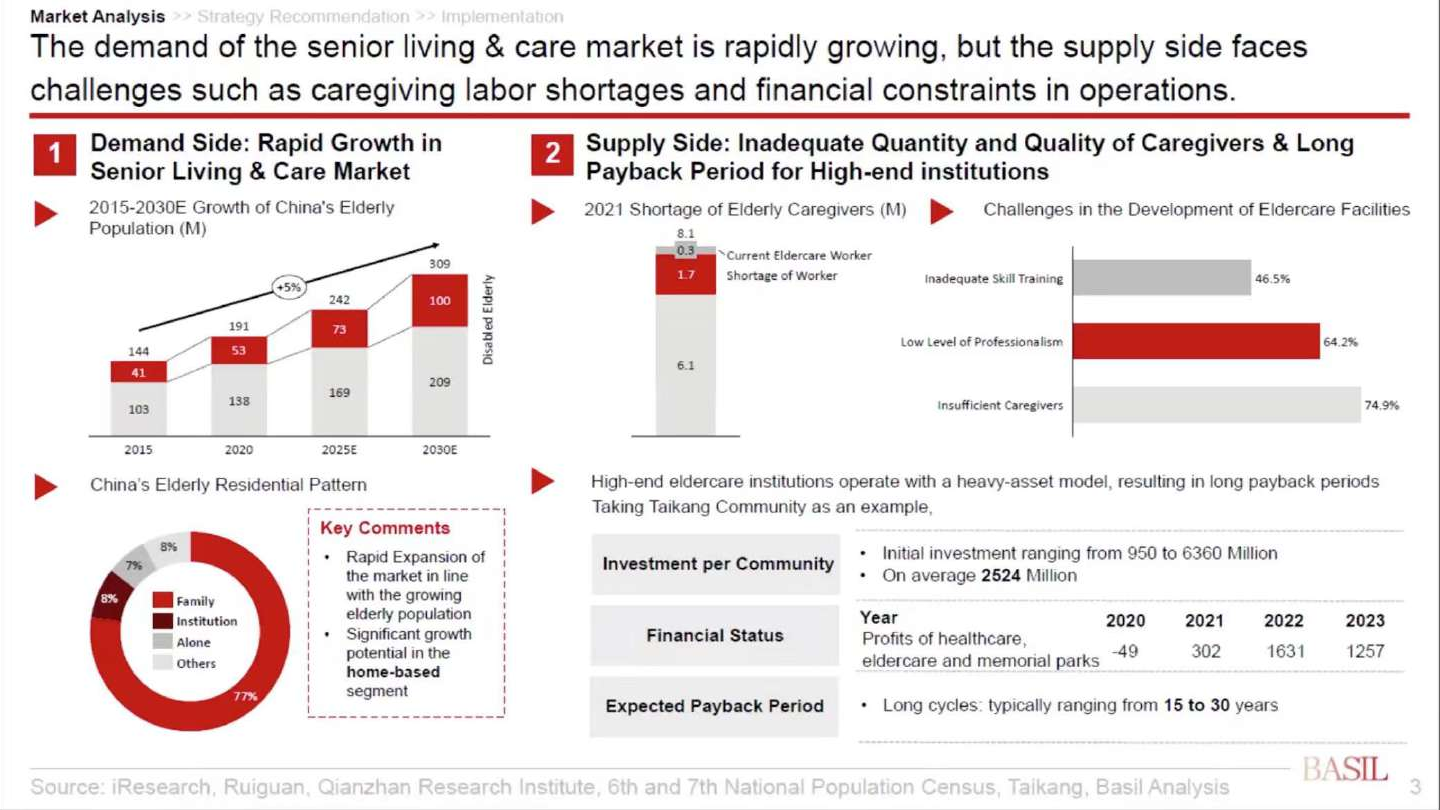 Market Analysis >> Strategy Recommendation >> Implementation
The demand of the senior living & care market is rapidly growing, but the supply side faces
challenges such as caregiving labor shortages and financial constraints in operations.
1
Demand Side: Rapid Growth in
Senior Living & Care Market
2015-2030E Growth of China's Elderly
Population (M)
+5%
144
41
103
2015
191
53
138
2020
242
73
169
2025E
309
100
209
2030E
Disabled Elderly
China's Elderly Residential Pattern
8%
7%
8%
77%
Family
Institution
Alone
Others
Key Comments
• Rapid Expansion of
the market in line
with the growing
elderly population
• Significant growth
potential in the
home-based
segment
2
Supply Side: Inadequate Quantity and Quality of Caregivers & Long
Payback Period for High-end institutions
2021 Shortage of Elderly Caregivers (M)
8.1
0.3
Current Eldercare Worker
1.7
Shortage of Worker
6.1
Challenges in the Development of Eldercare Facilities
Inadequate Skill Training
46.5%
Low Level of Professionalism
64.2%
Insufficient Caregivers
74.9%
High-end eldercare institutions operate with a heavy-asset model, resulting in long payback periods
Taking Taikang Community as an example,
Investment per Community
• Initial investment ranging from 950 to 6360 Million
• On average 2524 Million
Financial Status
Year 2020 2021 2022 2023
Profits of healthcare,
eldercare and memorial parks -49 302 1631 1257
Expected Payback Period
• Long cycles: typically ranging from 15 to 30 years
Source: iResearch, Ruiguan, Qianzhan Research Institute, 6th and 7th National Population Census, Taikang, Basil Analysis
BASIL
3